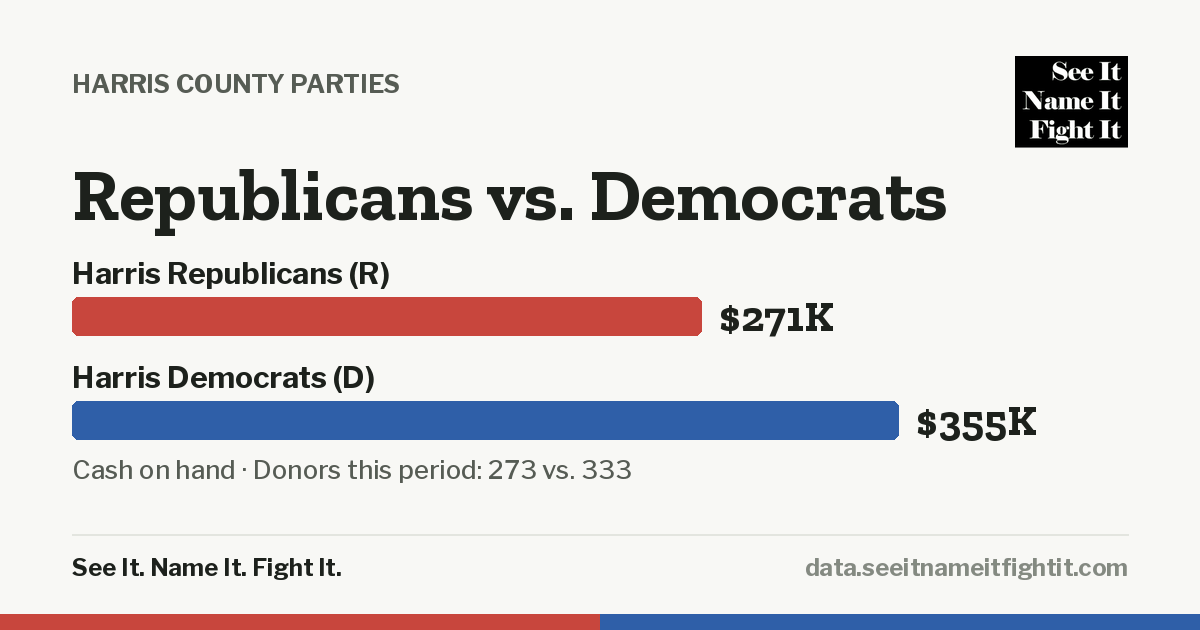 HARRIS COUNTY PARTIES
See It
Name It
Fight It
Republicans vs. Democrats
Harris Republicans (R)
$271K
Harris Democrats (D)
$355K
Cash on hand · Donors this period: 273 vs. 333
See It. Name It. Fight It.
data.seeitnameitfightit.com